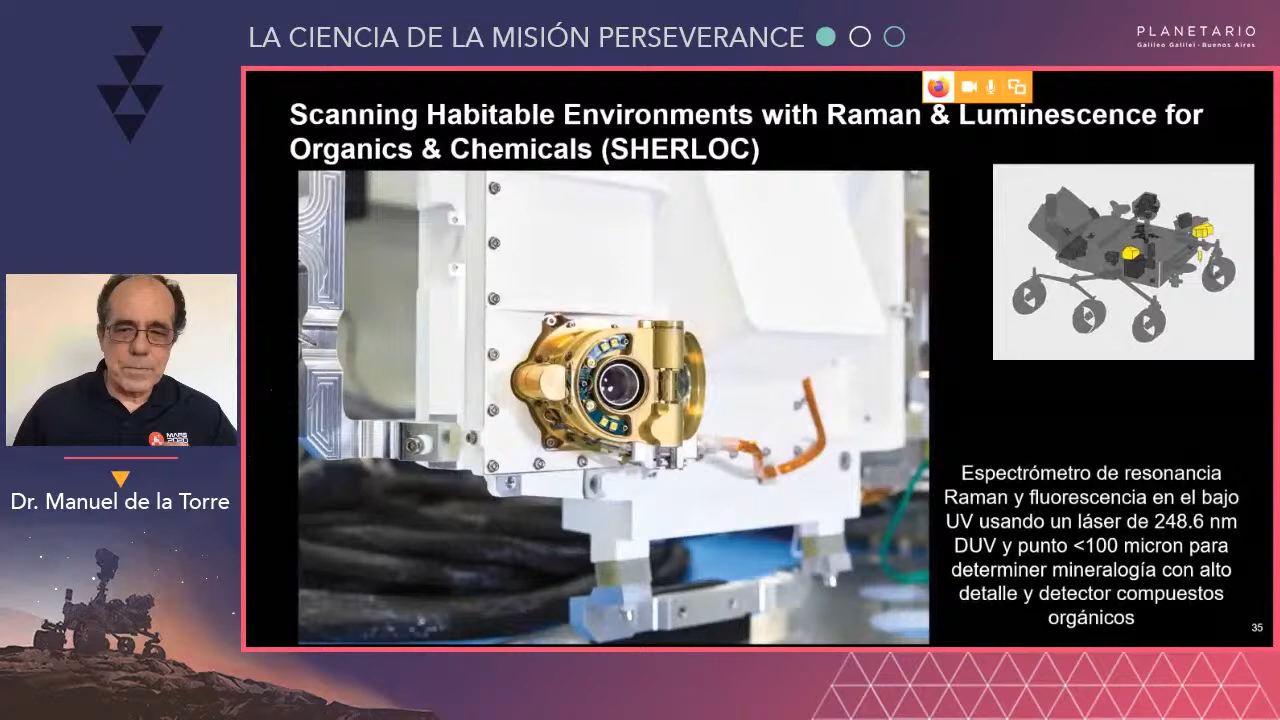 LA CIENCIA DE LA MISIÓN PERSEVERANCE
PLANETARIO
Galileo Galilei · Buenos Aires
Scanning Habitable Environments with Raman & Luminescence for
Organics & Chemicals (SHERLOC)
MARS
2020
Dr. Manuel de la Torre
Espectrómetro de resonancia
Raman y fluorescencia en el bajo
UV usando un láser de 248.6 nm
DUV y punto <100 micron para
determiner mineralogía con alto
detalle y detector compuestos
orgánicos
35